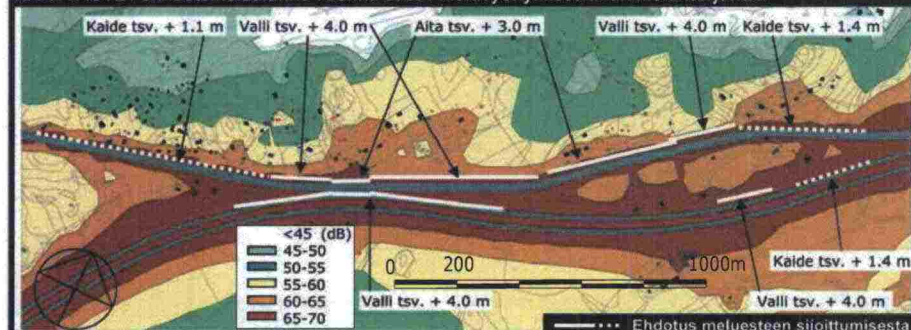 Kaide tsv. + 1.1 m
Valli tsv. + 4.0 m
Aita tsv. + 3.0 m
Valli tsv. + 4.0 m
Kaide tsv. + 1.4 m
<45 (dB)
45-50
50-55
55-60
60-65
65-70
0 200 1000m
Valli tsv. + 4.0 m
Kaide tsv. + 1.4 m
Valli tsv. + 4.0 m
Ehdotus meluesteen sijoittumisesta